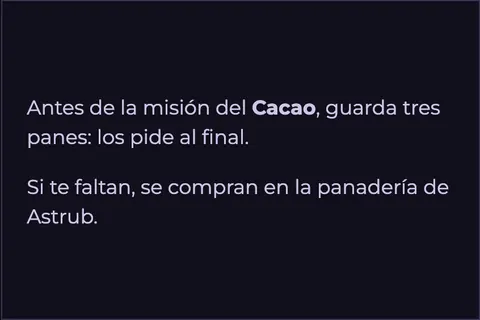 Antes de la misión del Cacao, guarda tres
panes: los pide al final.
Si te faltan, se compran en la panadería de
Astrub.